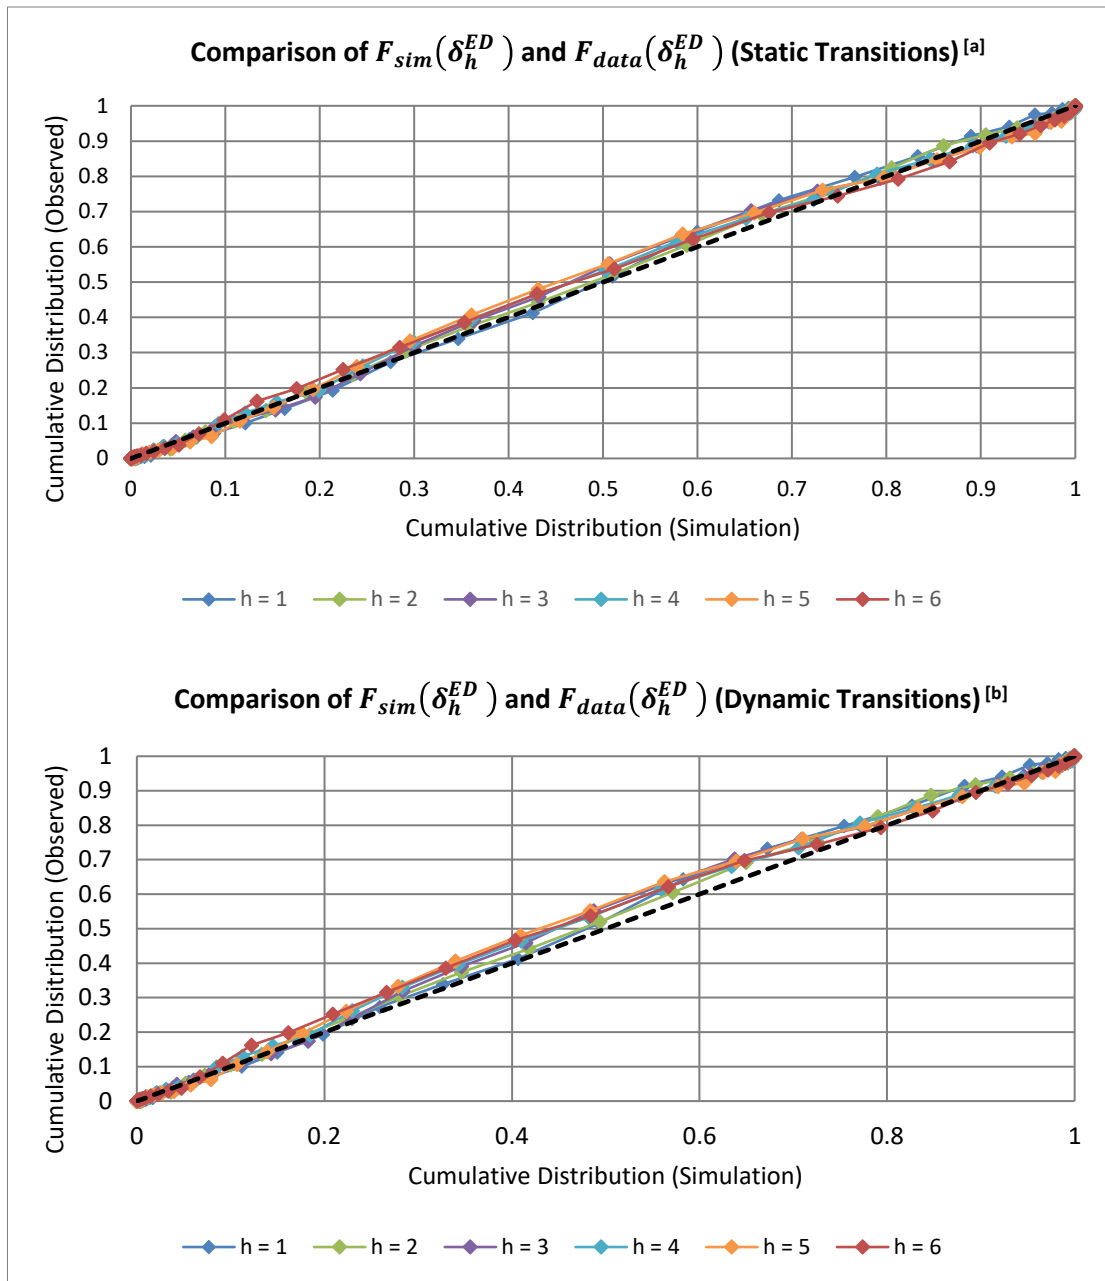 Comparison of F_sim(δ_h^ED) and F_data(δ_h^ED) (Static Transitions) [a]
Cumulative Disitribution (Observed)
1
0.9
0.8
0.7
0.6
0.5
0.4
0.3
0.2
0.1
0
0 0.1 0.2 0.3 0.4 0.5 0.6 0.7 0.8 0.9 1
Cumulative Distribution (Simulation)
h = 1 h = 2 h = 3 h = 4 h = 5 h = 6
Comparison of F_sim(δ_h^ED) and F_data(δ_h^ED) (Dynamic Transitions) [b]
Cumulative Disitribution (Observed)
1
0.9
0.8
0.7
0.6
0.5
0.4
0.3
0.2
0.1
0
0 0.2 0.4 0.6 0.8 1
Cumulative Distribution (Simulation)
h = 1 h = 2 h = 3 h = 4 h = 5 h = 6